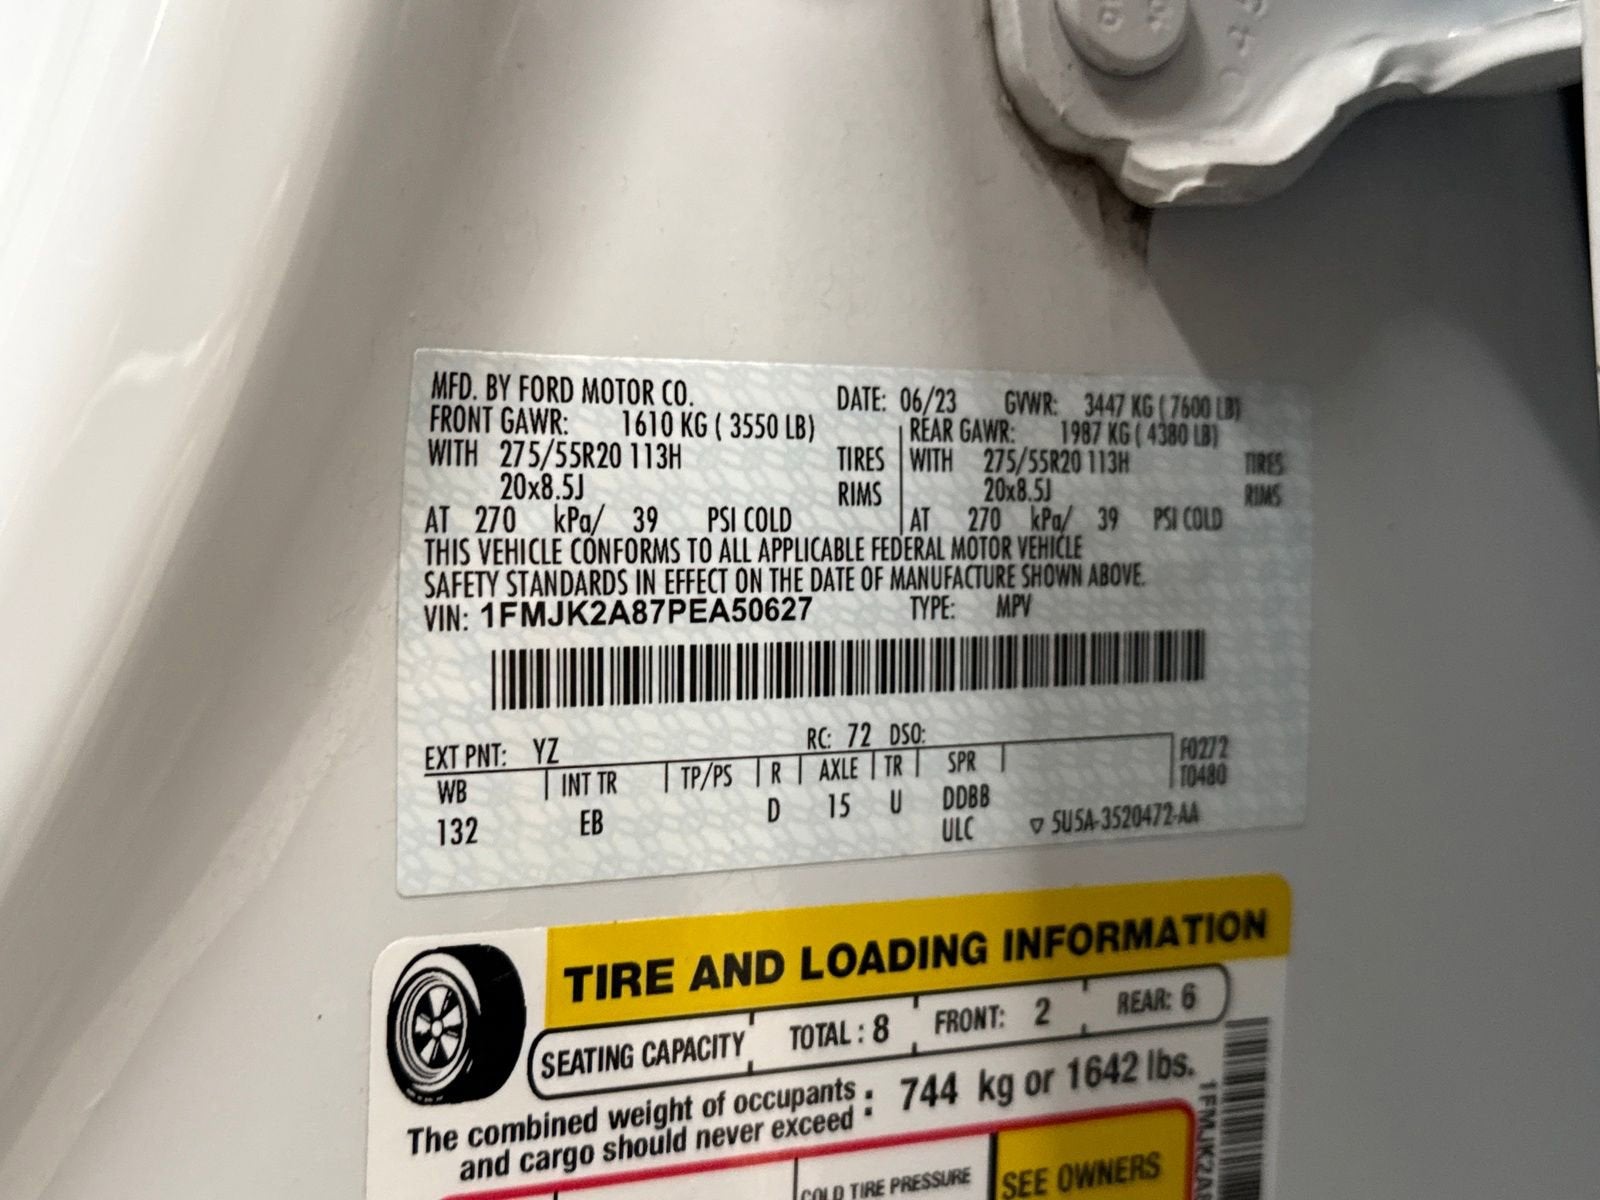 MFD. BY FORD MOTOR CO. DATE: 06/23 GVWR: 3447 KG ( 7600 LB)
FRONT GAWR: 1610 KG ( 3550 LB) REAR GAWR: 1987 KG ( 4380 LB)
WITH 275/55R20 113H TIRES WITH 275/55R20 113H TIRES
20x8.5J RIMS 20x8.5J RIMS
AT 270 kPa/ 39 PSI COLD AT 270 kPa/ 39 PSI COLD
THIS VEHICLE CONFORMS TO ALL APPLICABLE FEDERAL MOTOR VEHICLE
SAFETY STANDARDS IN EFFECT ON THE DATE OF MANUFACTURE SHOWN ABOVE.
VIN: 1FMJK2A87PEA50627 TYPE: MPV
EXT PNT: YZ RC: 72 DSO: F0272
WB INT TR TP/PS R AXLE TR SPR T0480
132 EB D 15 U DDBB
ULC ▽ 5U5A-3520472-AA
TIRE AND LOADING INFORMATION
SEATING CAPACITY TOTAL : 8 FRONT: 2 REAR: 6
The combined weight of occupants
and cargo should never exceed : 744 kg or 1642 lbs.
COLD TIRE PRESSURE SEE OWNERS
1FMJK2A8